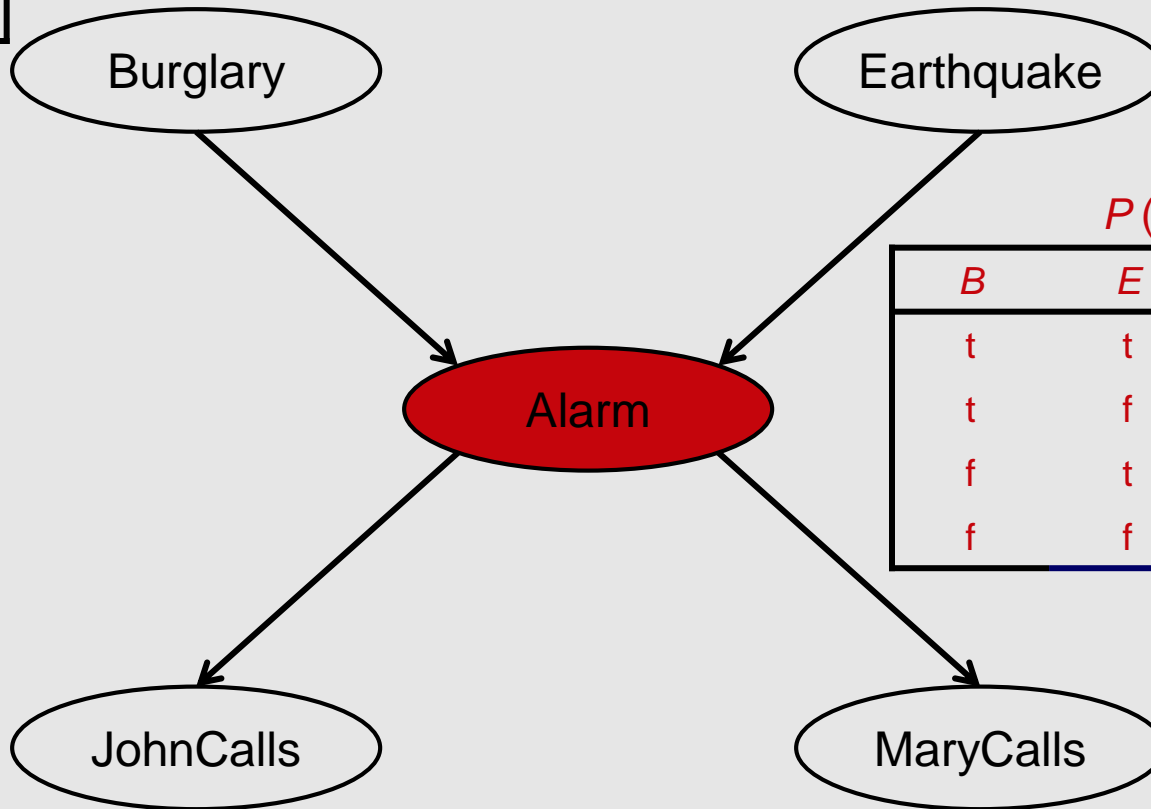 Burglary
Earthquake
P (
B E
t t
Alarm
t f
f t
f f
JohnCalls
MaryCalls